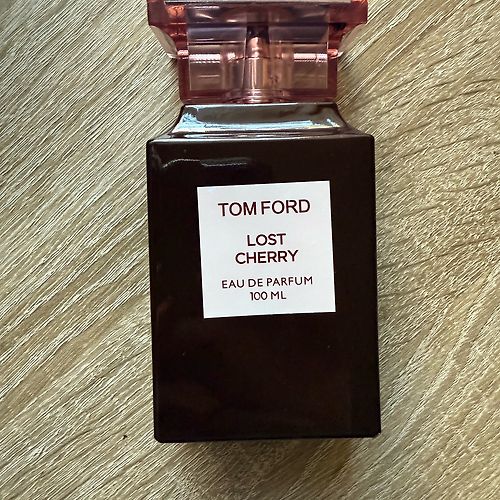 TOM FORD
LOST
CHERRY
EAU DE PARFUM
100 ML